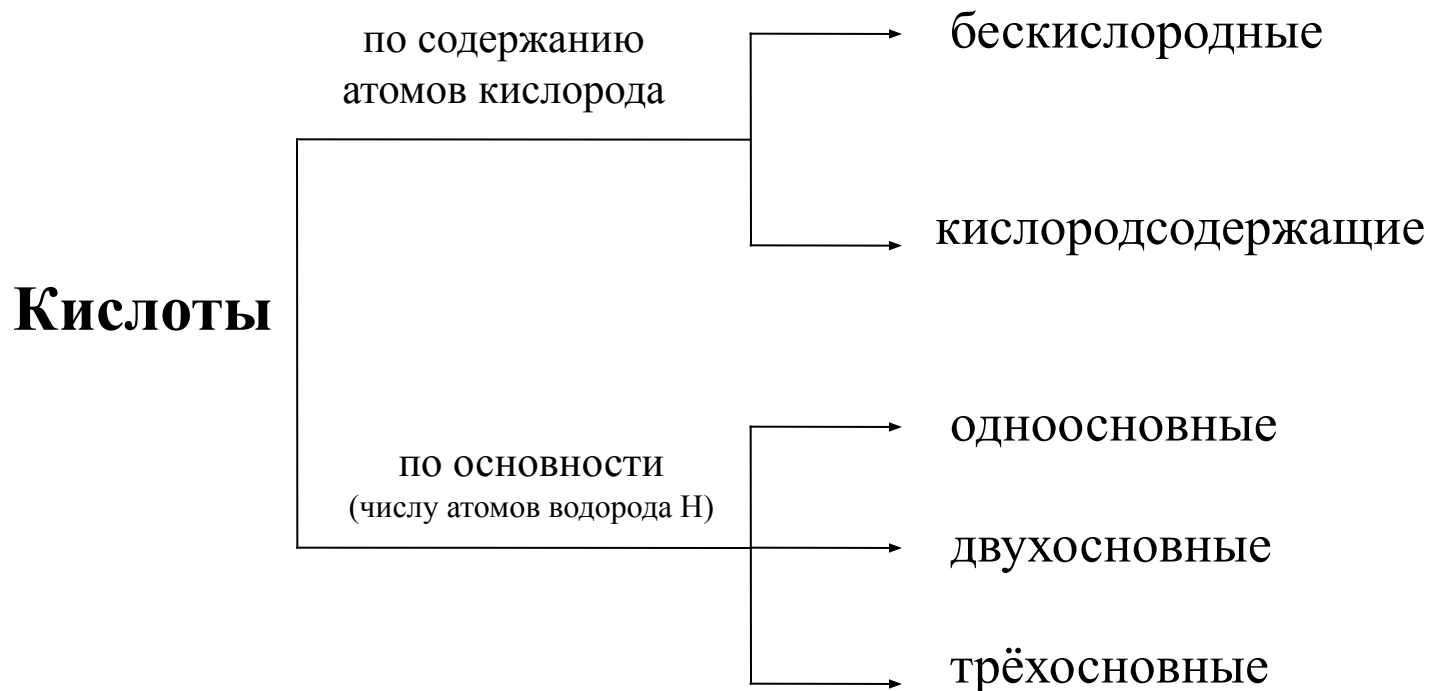 по содержанию
атомов кислорода
бескислородные
кислородсодержащие
Кислоты
по основности
(числу атомов водорода Н)
одноосновные
двухосновные
трёхосновные